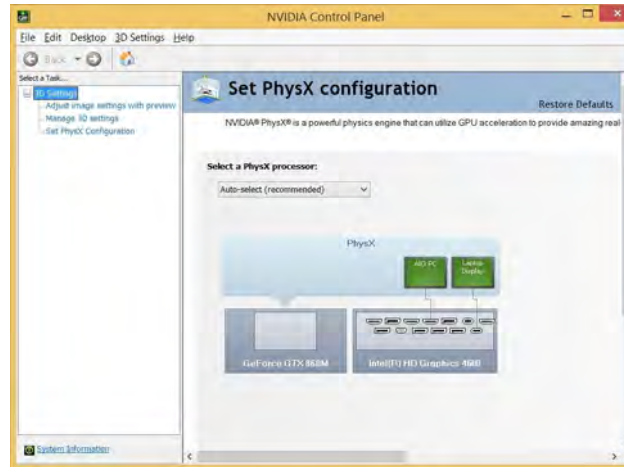 NVIDIA Control Panel
File Edit Desktop 3D Settings Help
Back
Select a Task...
3D Settings
Adjust image settings with preview
Manage 3D settings
Set PhysX Configuration
Set PhysX configuration
Restore Defaults
NVIDIA® PhysX® is a powerful physics engine that can utilize GPU acceleration to provide amazing real
Select a PhysX processor:
Auto-select (recommended)
PhysX
AIO PC
Laptop
Display
GeForce GTX 860M
Intel(R) HD Graphics 4600
System Information